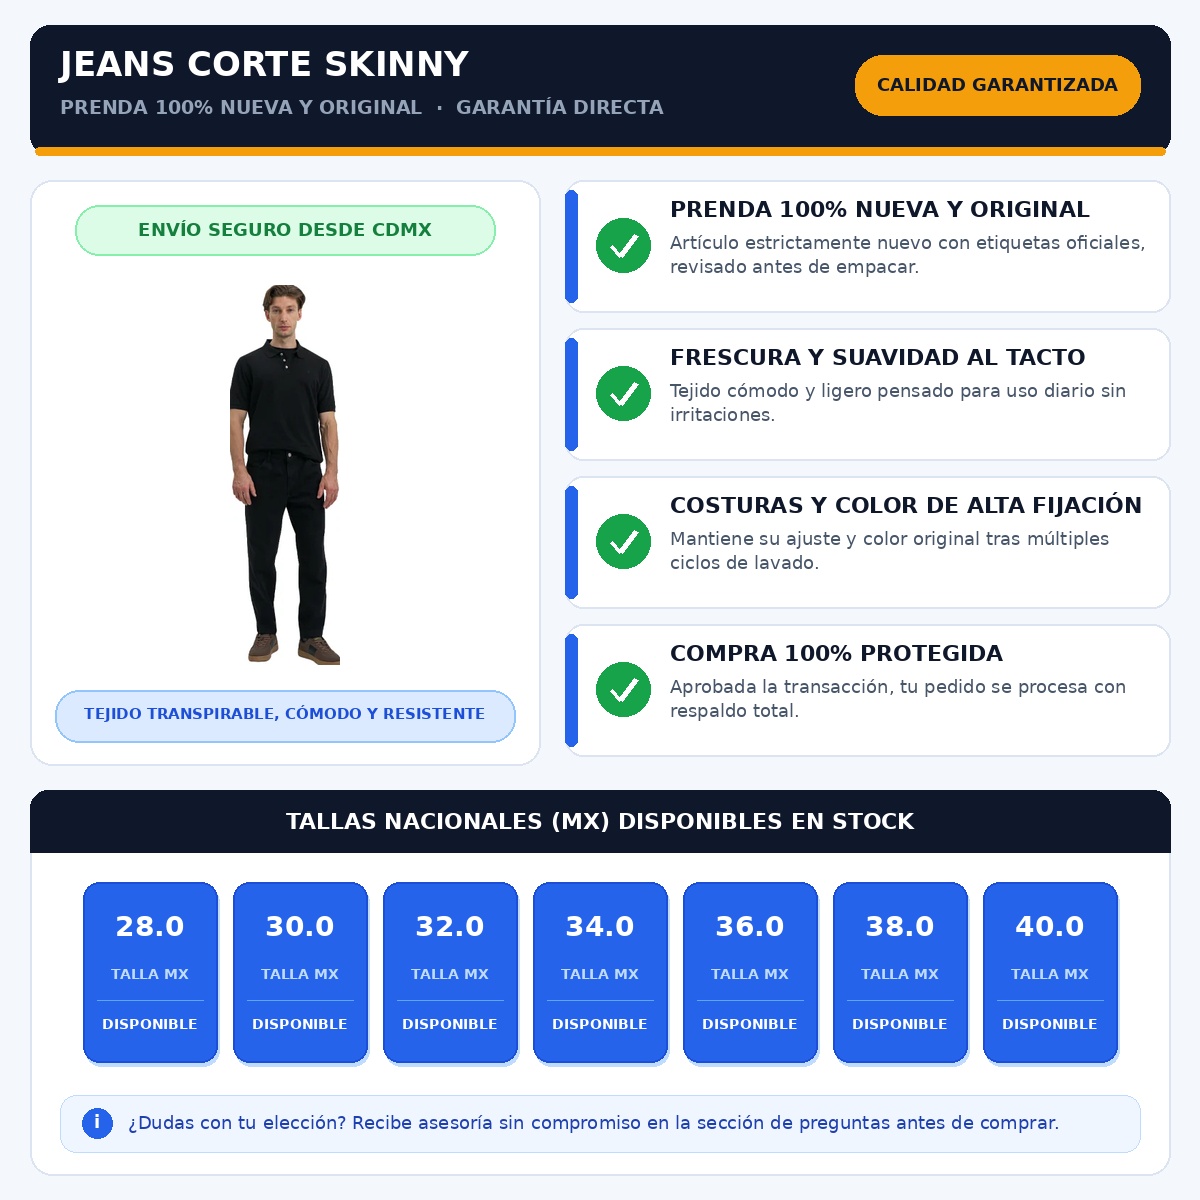 JEANS CORTE SKINNY
PRENDA 100% NUEVA Y ORIGINAL · GARANTÍA DIRECTA
CALIDAD GARANTIZADA
ENVÍO SEGURO DESDE CDMX
TEJIDO TRANSPIRABLE, CÓMODO Y RESISTENTE
PRENDA 100% NUEVA Y ORIGINAL
Artículo estrictamente nuevo con etiquetas oficiales,
revisado antes de empacar.
FRESCURA Y SUAVIDAD AL TACTO
Tejido cómodo y ligero pensado para uso diario sin
irritaciones.
COSTURAS Y COLOR DE ALTA FIJACIÓN
Mantiene su ajuste y color original tras múltiples
ciclos de lavado.
COMPRA 100% PROTEGIDA
Aprobada la transacción, tu pedido se procesa con
respaldo total.
TALLAS NACIONALES (MX) DISPONIBLES EN STOCK
28.0 30.0 32.0 34.0 36.0 38.0 40.0
TALLA MX TALLA MX TALLA MX TALLA MX TALLA MX TALLA MX TALLA MX
DISPONIBLE DISPONIBLE DISPONIBLE DISPONIBLE DISPONIBLE DISPONIBLE DISPONIBLE
i ¿Dudas con tu elección? Recibe asesoría sin compromiso en la sección de preguntas antes de comprar.